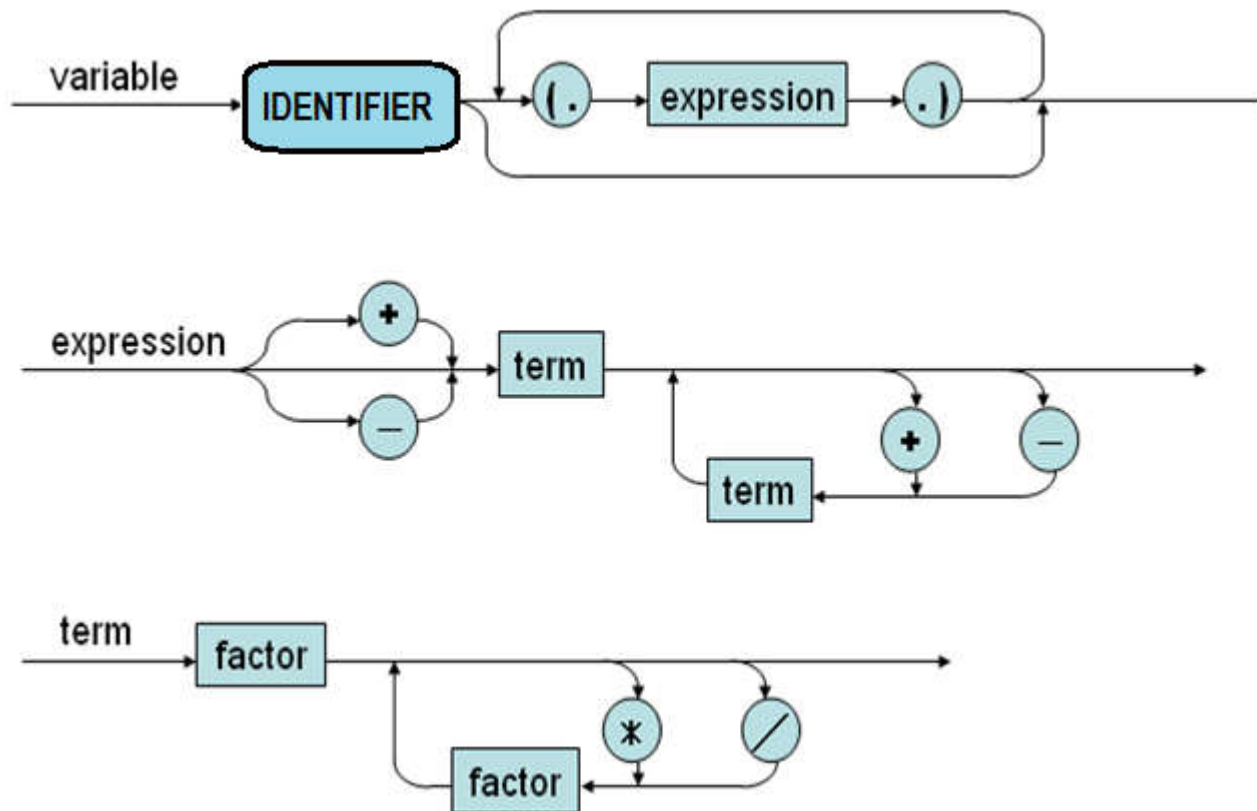 variable IDENTIFIER (. expression .)
+
expression term
− + −
term
term factor
* /
factor